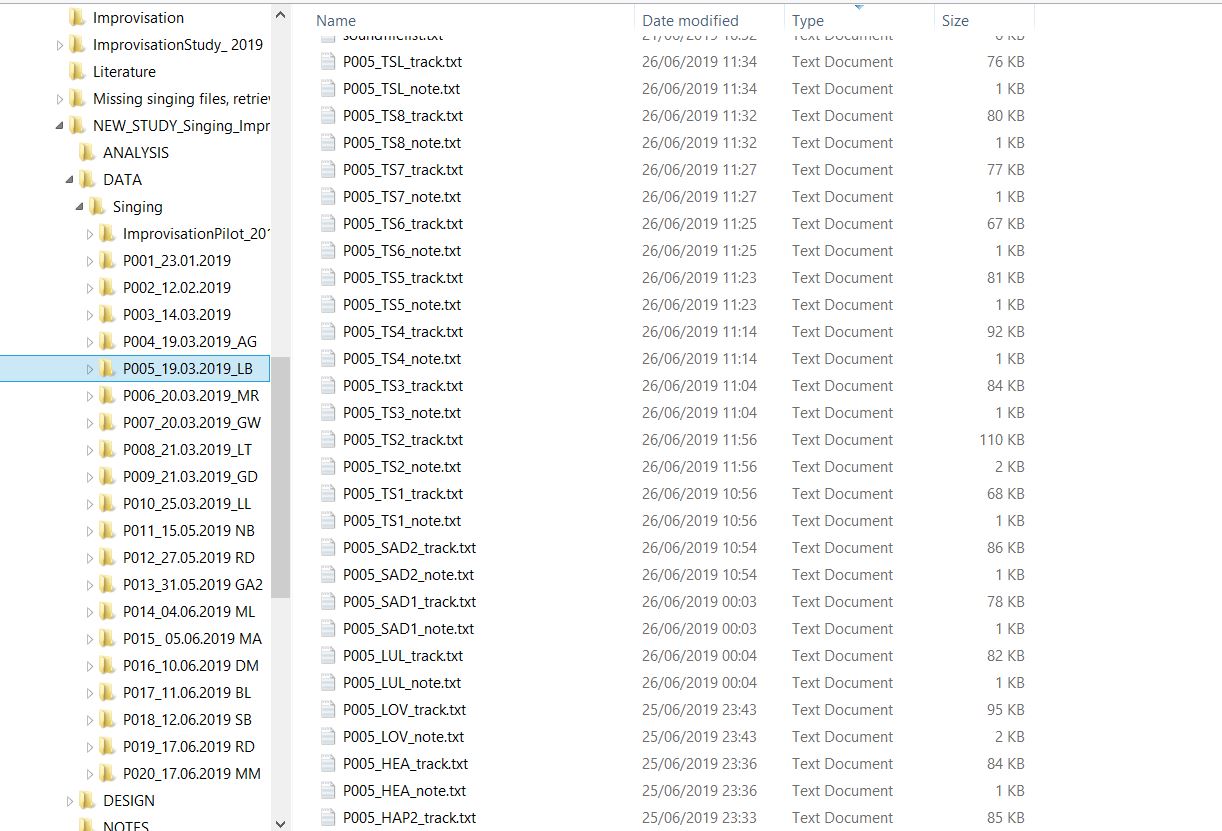 Improvisation
ImprovisationStudy_ 2019
Literature
Missing singing files, retriev
NEW_STUDY_Singing_Impr
ANALYSIS
DATA
Singing
ImprovisationPilot_201
P001_23.01.2019
P002_12.02.2019
P003_14.03.2019
P004_19.03.2019_AG
P005_19.03.2019_LB
P006_20.03.2019_MR
P007_20.03.2019_GW
P008_21.03.2019_LT
P009_21.03.2019_GD
P010_25.03.2019_LL
P011_15.05.2019 NB
P012_27.05.2019 RD
P013_31.05.2019 GA2
P014_04.06.2019 ML
P015_ 05.06.2019 MA
P016_10.06.2019 DM
P017_11.06.2019 BL
P018_12.06.2019 SB
P019_17.06.2019 RD
P020_17.06.2019 MM
DESIGN
NOTES
Name Date modified Type Size
soundfilelist.txt 21/06/2019 16:52 Text Document 6 KB
P005_TSL_track.txt 26/06/2019 11:34 Text Document 76 KB
P005_TSL_note.txt 26/06/2019 11:34 Text Document 1 KB
P005_TS8_track.txt 26/06/2019 11:32 Text Document 80 KB
P005_TS8_note.txt 26/06/2019 11:32 Text Document 1 KB
P005_TS7_track.txt 26/06/2019 11:27 Text Document 77 KB
P005_TS7_note.txt 26/06/2019 11:27 Text Document 1 KB
P005_TS6_track.txt 26/06/2019 11:25 Text Document 67 KB
P005_TS6_note.txt 26/06/2019 11:25 Text Document 1 KB
P005_TS5_track.txt 26/06/2019 11:23 Text Document 81 KB
P005_TS5_note.txt 26/06/2019 11:23 Text Document 1 KB
P005_TS4_track.txt 26/06/2019 11:14 Text Document 92 KB
P005_TS4_note.txt 26/06/2019 11:14 Text Document 1 KB
P005_TS3_track.txt 26/06/2019 11:04 Text Document 84 KB
P005_TS3_note.txt 26/06/2019 11:04 Text Document 1 KB
P005_TS2_track.txt 26/06/2019 11:56 Text Document 110 KB
P005_TS2_note.txt 26/06/2019 11:56 Text Document 2 KB
P005_TS1_track.txt 26/06/2019 10:56 Text Document 68 KB
P005_TS1_note.txt 26/06/2019 10:56 Text Document 1 KB
P005_SAD2_track.txt 26/06/2019 10:54 Text Document 86 KB
P005_SAD2_note.txt 26/06/2019 10:54 Text Document 1 KB
P005_SAD1_track.txt 26/06/2019 00:03 Text Document 78 KB
P005_SAD1_note.txt 26/06/2019 00:03 Text Document 1 KB
P005_LUL_track.txt 26/06/2019 00:04 Text Document 82 KB
P005_LUL_note.txt 26/06/2019 00:04 Text Document 1 KB
P005_LOV_track.txt 25/06/2019 23:43 Text Document 95 KB
P005_LOV_note.txt 25/06/2019 23:43 Text Document 2 KB
P005_HEA_track.txt 25/06/2019 23:36 Text Document 84 KB
P005_HEA_note.txt 25/06/2019 23:36 Text Document 1 KB
P005_HAP2_track.txt 25/06/2019 23:33 Text Document 85 KB